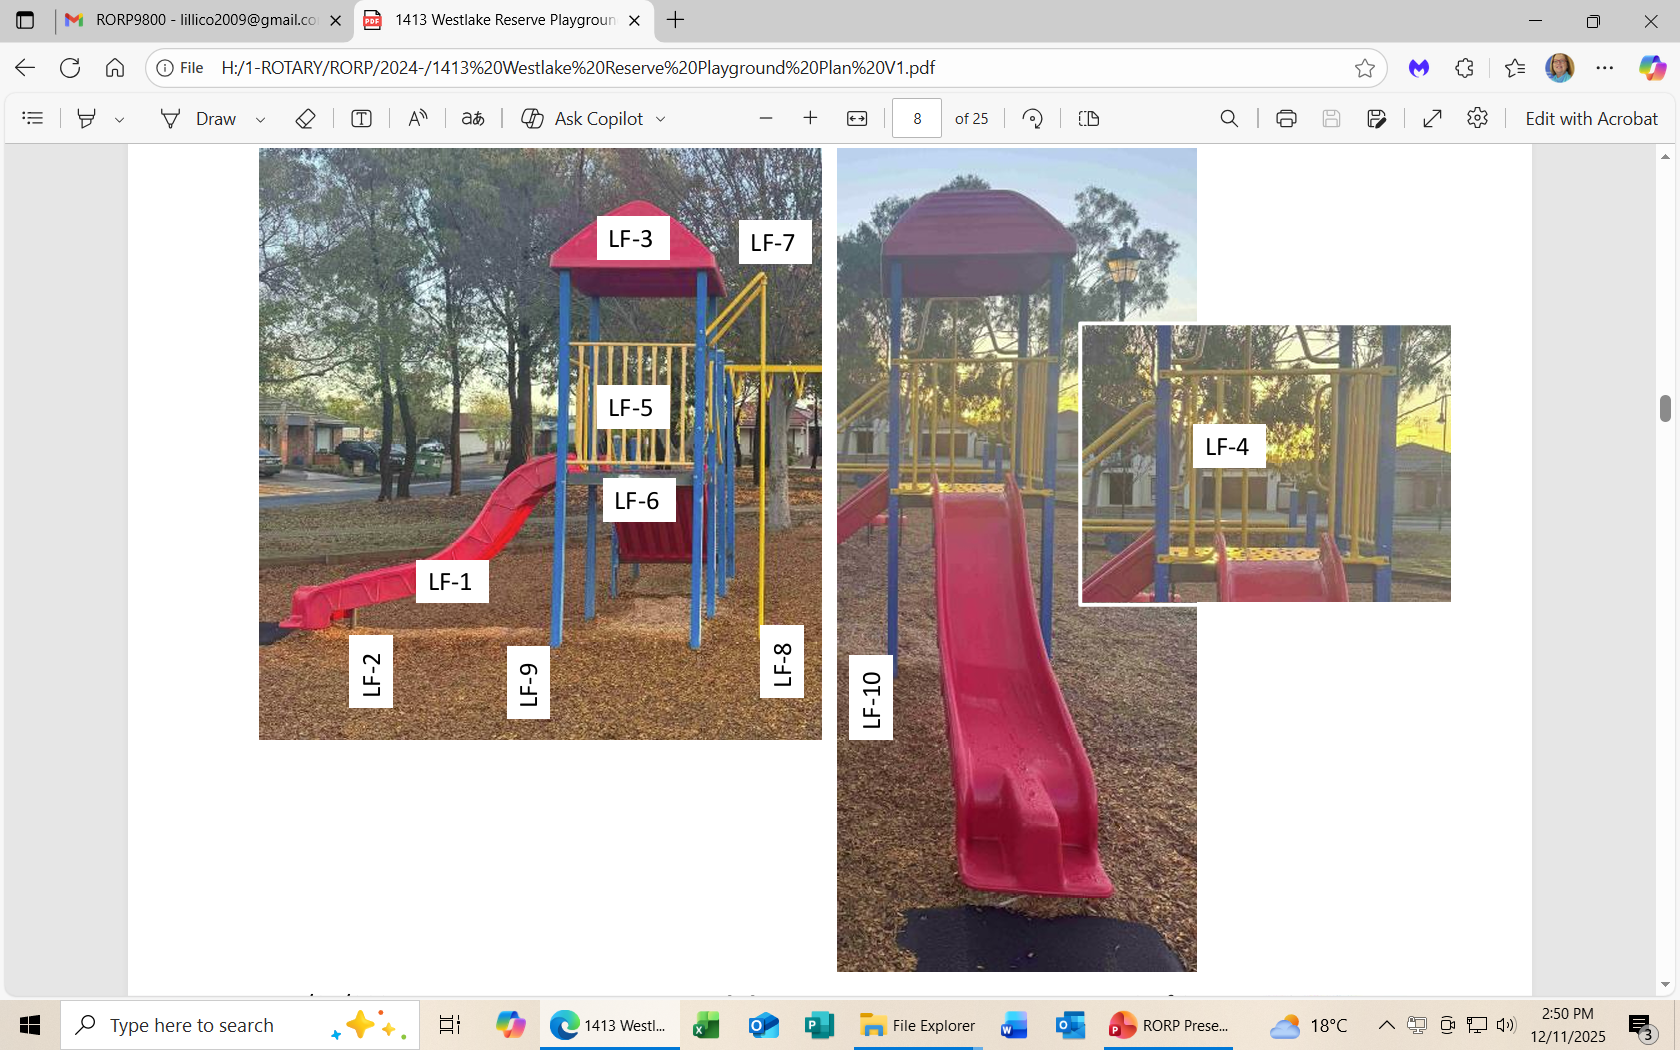 RORP9800 - lillico2009@gmail.co
1413 Westlake Reserve Playgroun
File
H:/1-ROTARY/RORP/2024-/1413%20Westlake%20Reserve%20Playground%20Plan%20V1.pdf
Draw
Ask Copilot
8
of 25
Edit with Acrobat
LF-3
LF-7
LF-5
LF-4
LF-6
LF-1
LF-2
LF-9
LF-8
LF-10
Type here to search
1413 Westl...
File Explorer
RORP Prese...
18°C
2:50 PM
12/11/2025
3